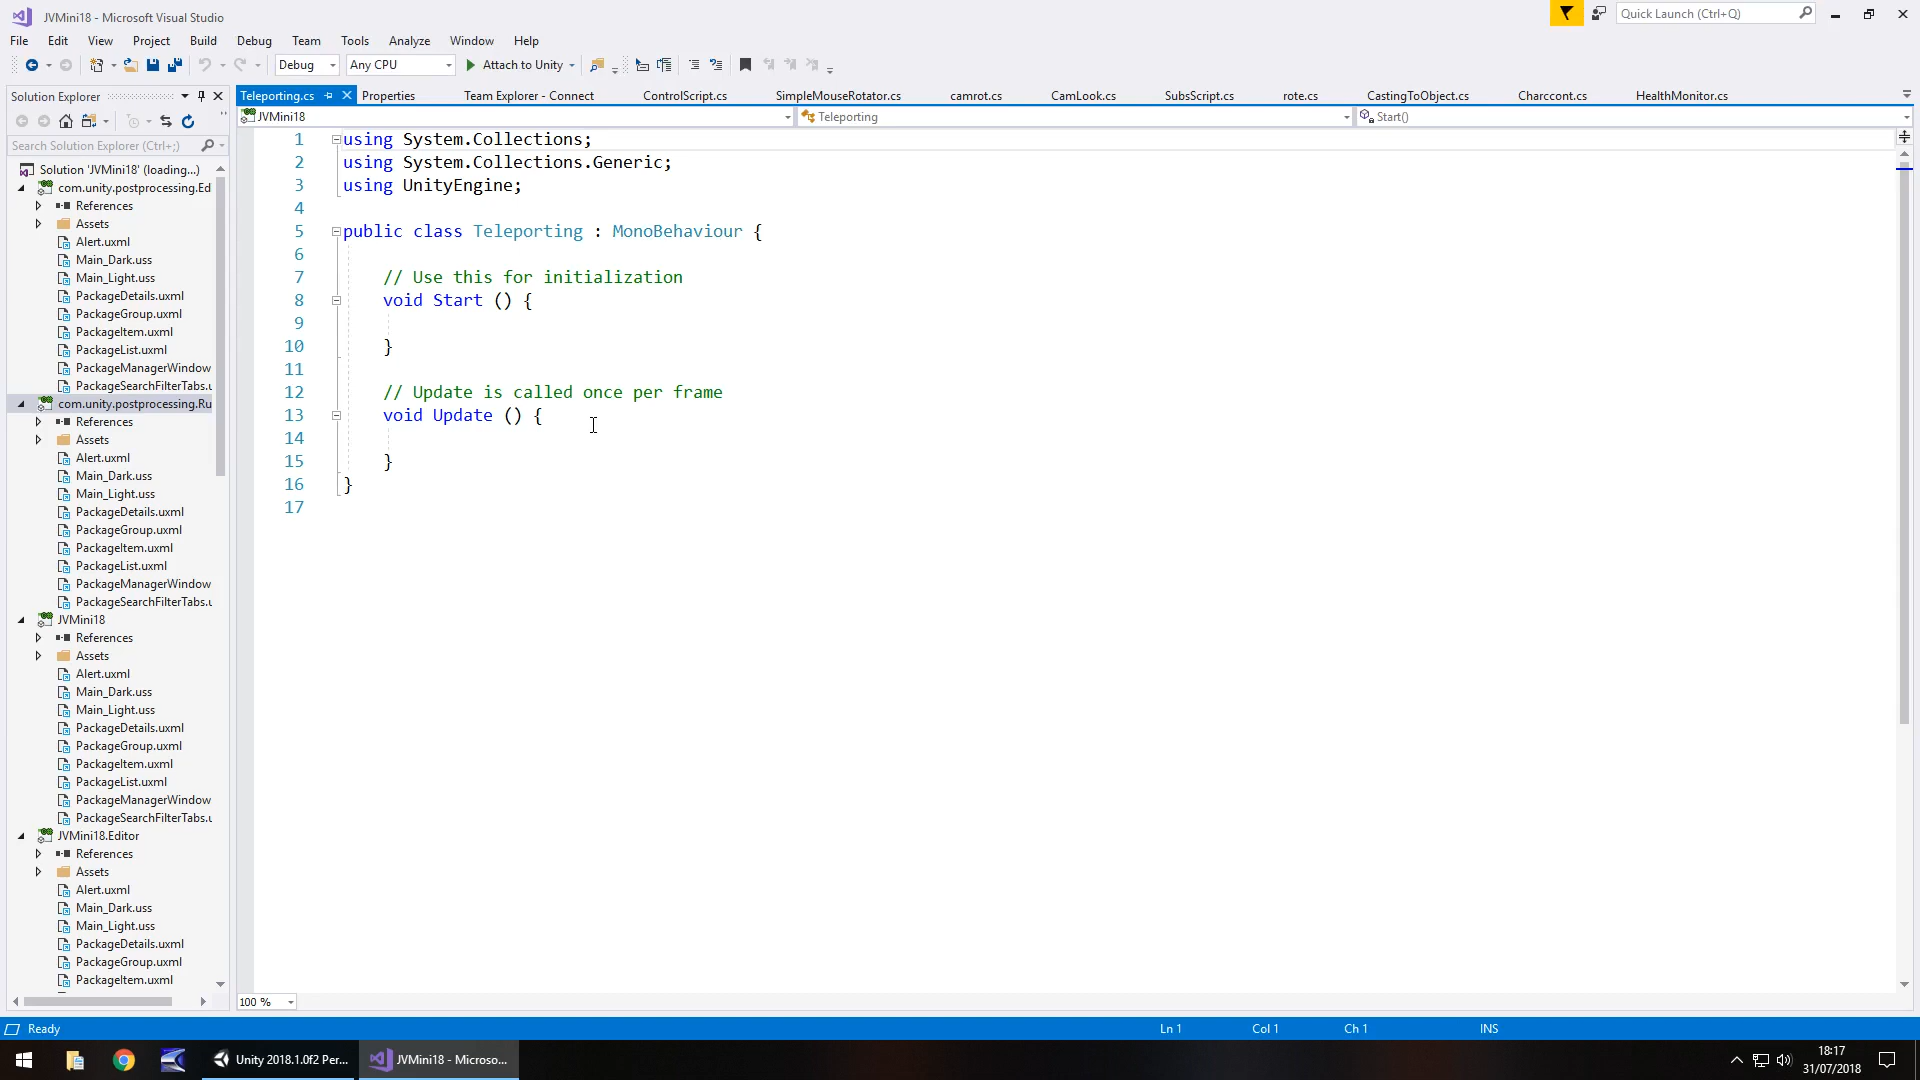 JVMini18 - Microsoft Visual Studio
Quick Launch (Ctrl+Q)
File Edit View Project Build Debug Team Tools Analyze Window Help
Debug Any CPU Attach to Unity
Solution Explorer
Teleporting.cs Properties Team Explorer - Connect ControlScript.cs SimpleMouseRotator.cs camrot.cs CamLook.cs SubsScript.cs rote.cs CastingToObject.cs Charccont.cs HealthMonitor.cs
JVMini18 Teleporting Start()
Search Solution Explorer (Ctrl+;)
Solution 'JVMini18' (loading...)
com.unity.postprocessing.Ed
References
Assets
Alert.uxml
Main_Dark.uss
Main_Light.uss
PackageDetails.uxml
PackageGroup.uxml
PackageItem.uxml
PackageList.uxml
PackageManagerWindow
PackageSearchFilterTabs.u
com.unity.postprocessing.Ru
References
Assets
Alert.uxml
Main_Dark.uss
Main_Light.uss
PackageDetails.uxml
PackageGroup.uxml
PackageItem.uxml
PackageList.uxml
PackageManagerWindow
PackageSearchFilterTabs.u
JVMini18
References
Assets
Alert.uxml
Main_Dark.uss
Main_Light.uss
PackageDetails.uxml
PackageGroup.uxml
PackageItem.uxml
PackageList.uxml
PackageManagerWindow
PackageSearchFilterTabs.u
JVMini18.Editor
References
Assets
Alert.uxml
Main_Dark.uss
Main_Light.uss
PackageDetails.uxml
PackageGroup.uxml
PackageItem.uxml
1 using System.Collections;
2 using System.Collections.Generic;
3 using UnityEngine;
4
5 public class Teleporting : MonoBehaviour {
6
7 // Use this for initialization
8 void Start () {
9
10 }
11
12 // Update is called once per frame
13 void Update () {
14
15 }
16 }
17
100 %
Ready Ln 1 Col 1 Ch 1 INS
Unity 2018.1.0f2 Per... JVMini18 - Microso...
18:17
31/07/2018